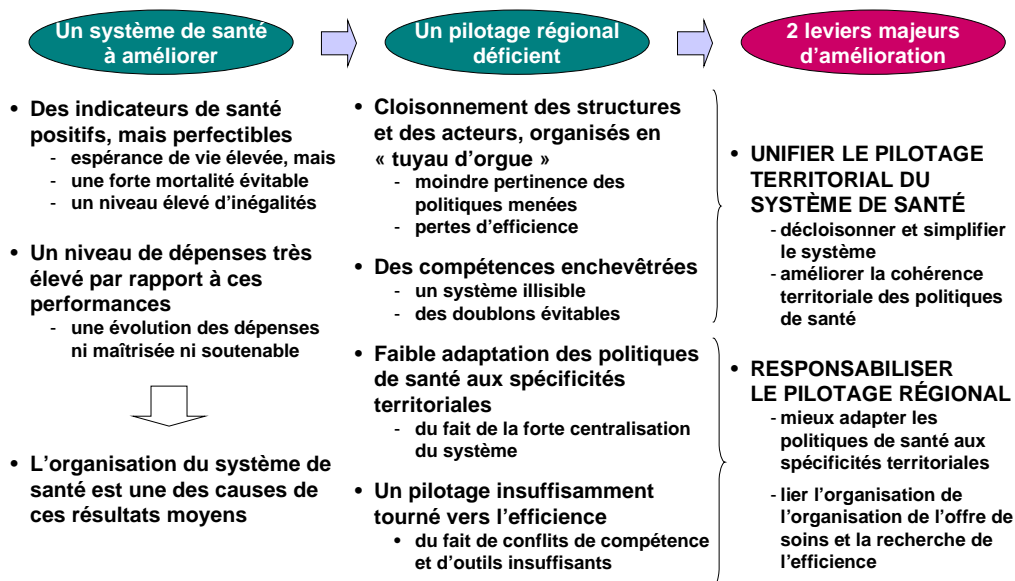 Un système de santé
à améliorer
Un pilotage régional
déficient
2 leviers majeurs
d'amélioration
• Des indicateurs de santé
positifs, mais perfectibles
- espérance de vie élevée, mais
- une forte mortalité évitable
- un niveau élevé d'inégalités
• Un niveau de dépenses très
élevé par rapport à ces
performances
- une évolution des dépenses
ni maîtrisée ni soutenable
• L'organisation du système de
santé est une des causes de
ces résultats moyens
• Cloisonnement des structures
et des acteurs, organisés en
« tuyau d'orgue »
- moindre pertinence des
politiques menées
- pertes d'efficience
• Des compétences enchevêtrées
- un système illisible
- des doublons évitables
• Faible adaptation des politiques
de santé aux spécificités
territoriales
- du fait de la forte centralisation
du système
• Un pilotage insuffisamment
tourné vers l'efficience
• du fait de conflits de compétence
et d'outils insuffisants
• UNIFIER LE PILOTAGE
TERRITORIAL DU
SYSTÈME DE SANTÉ
- décloisonner et simplifier
le système
- améliorer la cohérence
territoriale des politiques
de santé
• RESPONSABILISER
LE PILOTAGE RÉGIONAL
- mieux adapter les
politiques de santé aux
spécificités territoriales
- lier l'organisation de
l'organisation de l'offre de
soins et la recherche de
l'efficience